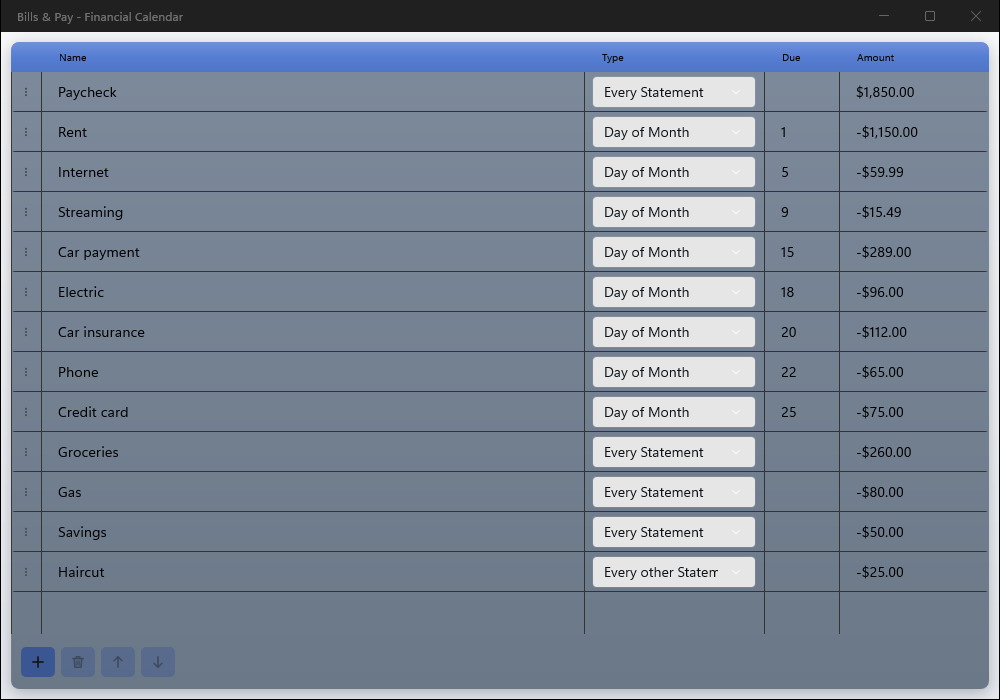 Bills & Pay - Financial Calendar
Name Type Due Amount
Paycheck Every Statement $1,850.00
Rent Day of Month 1 -$1,150.00
Internet Day of Month 5 -$59.99
Streaming Day of Month 9 -$15.49
Car payment Day of Month 15 -$289.00
Electric Day of Month 18 -$96.00
Car insurance Day of Month 20 -$112.00
Phone Day of Month 22 -$65.00
Credit card Day of Month 25 -$75.00
Groceries Every Statement -$260.00
Gas Every Statement -$80.00
Savings Every Statement -$50.00
Haircut Every other Statem -$25.00